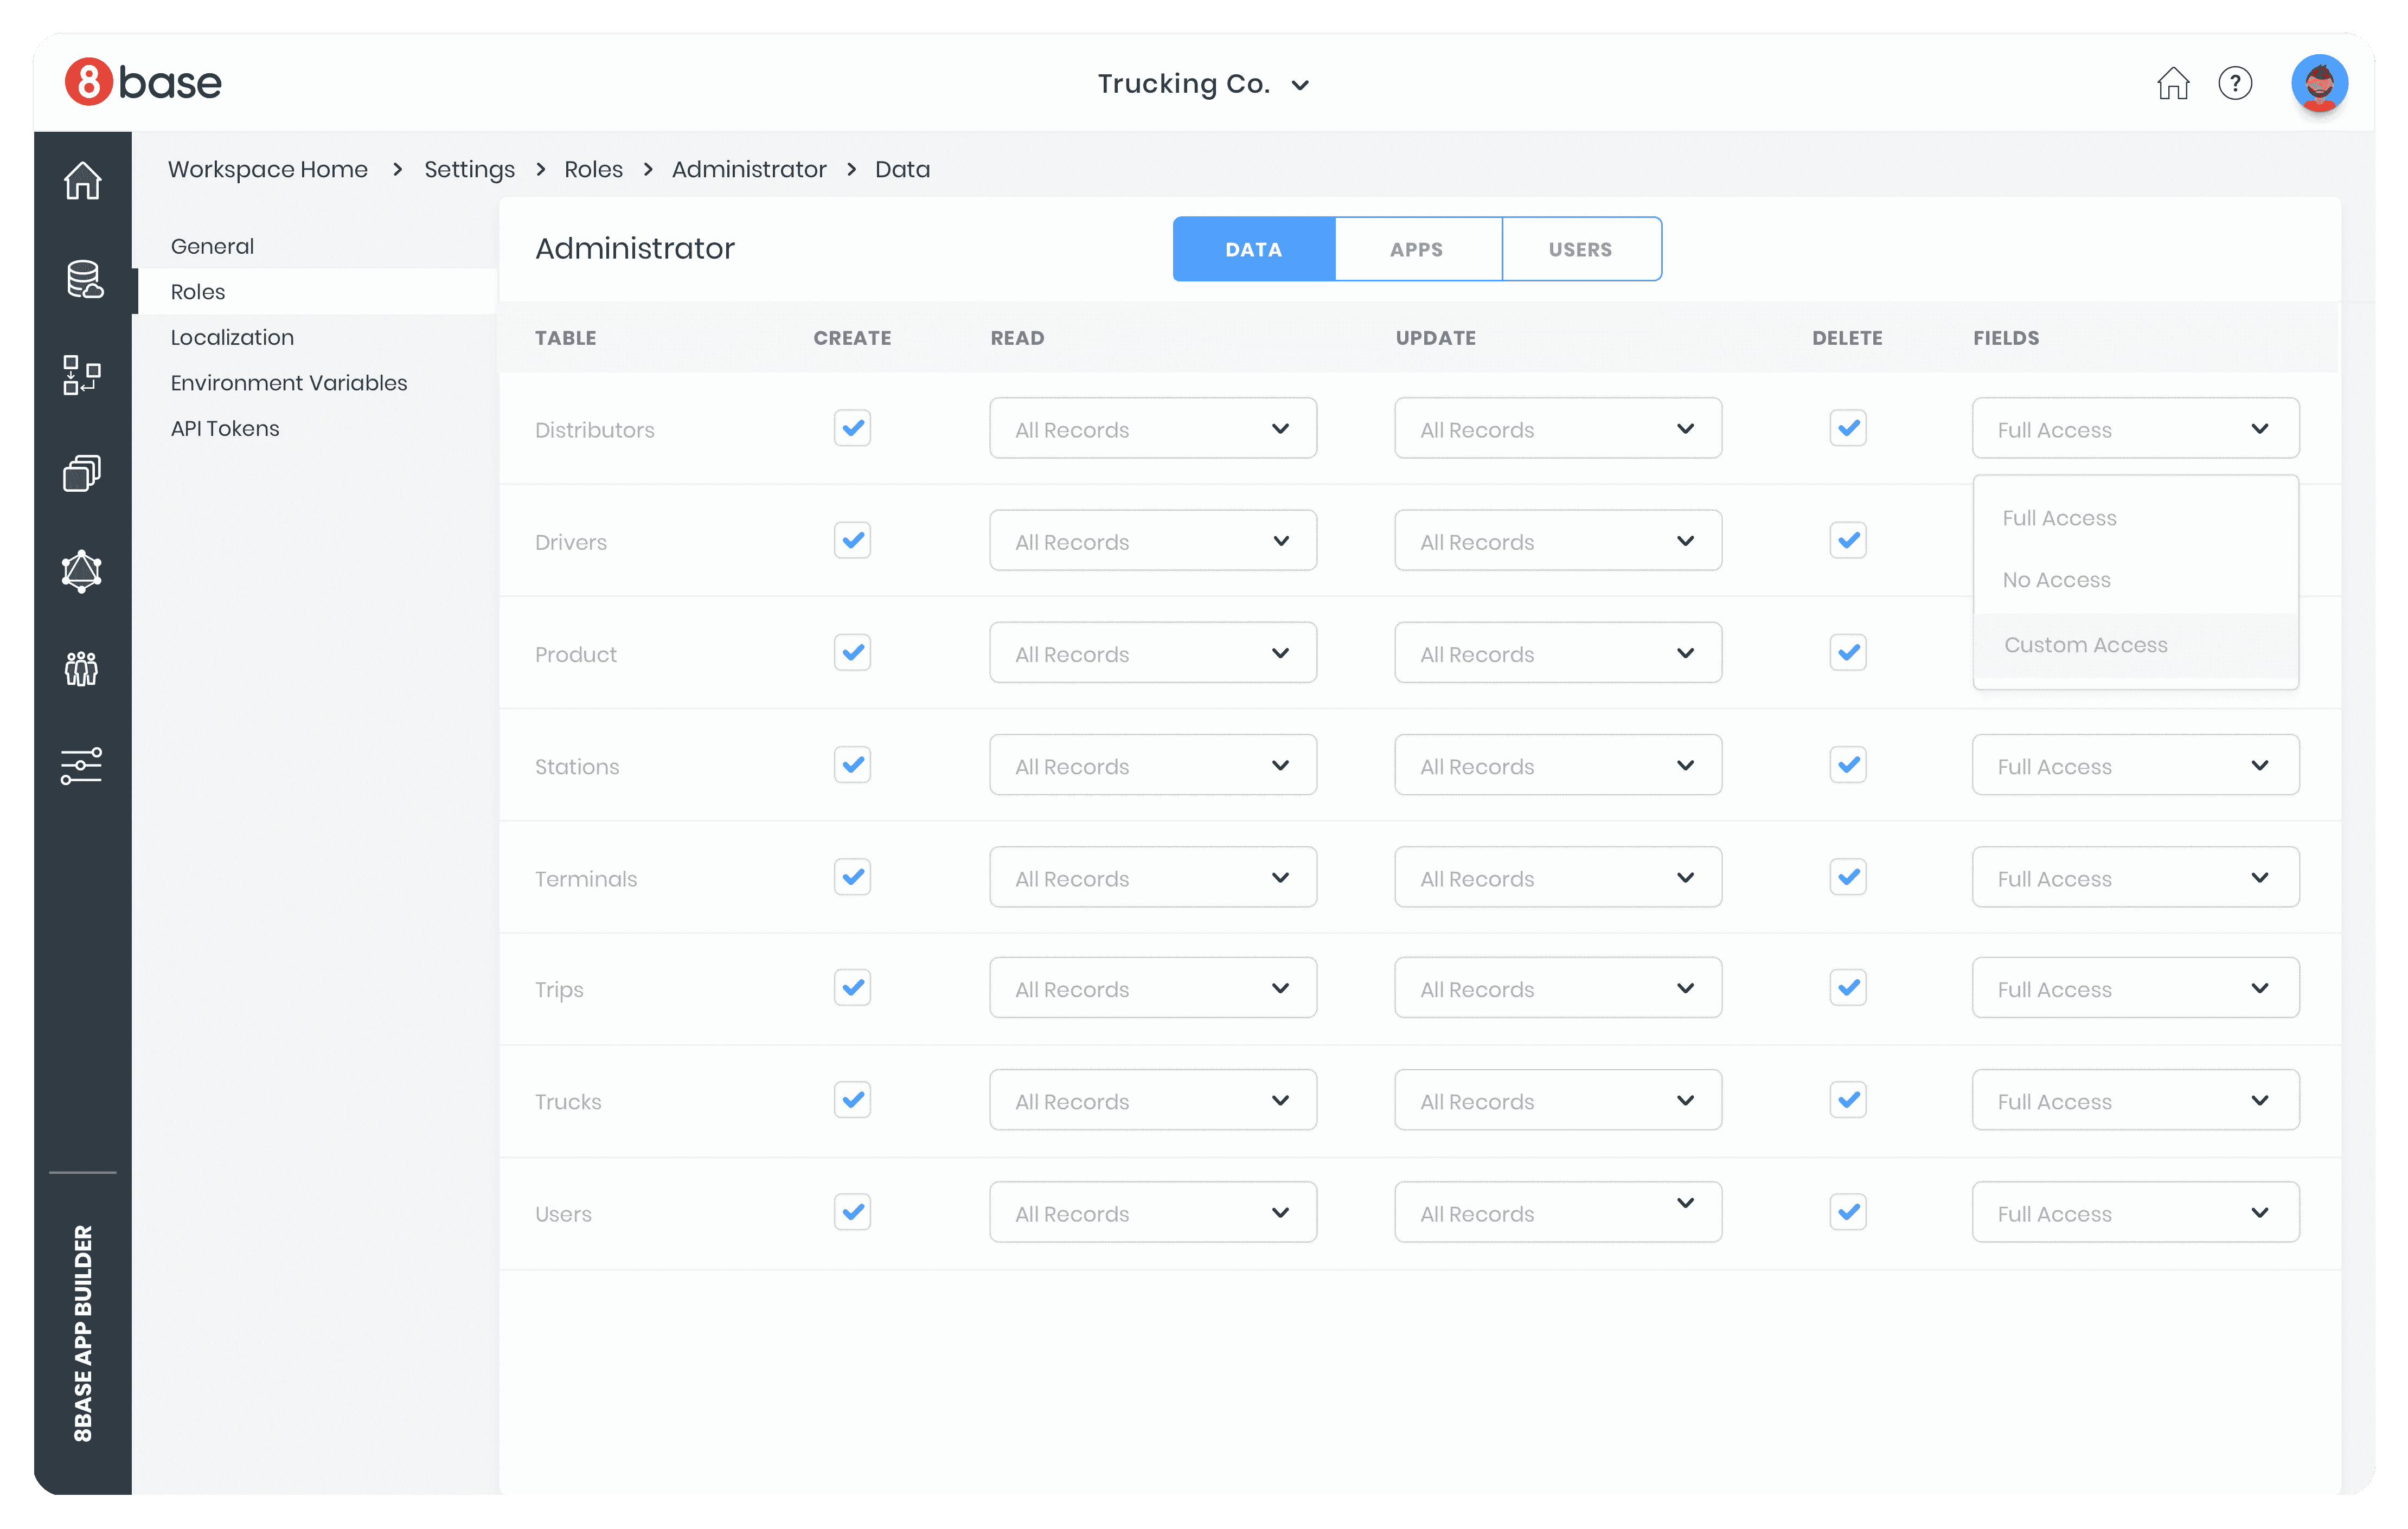 8base
Trucking Co.
?
Workspace Home > Settings > Roles > Administrator > Data
General
Roles
Localization
Environment Variables
API Tokens
Administrator
DATA APPS USERS
TABLE CREATE READ UPDATE DELETE FIELDS
Distributors All Records All Records Full Access
Full Access
Drivers All Records All Records
No Access
Product All Records All Records
Custom Access
Stations All Records All Records Full Access
Terminals All Records All Records Full Access
Trips All Records All Records Full Access
Trucks All Records All Records Full Access
Users All Records All Records Full Access
8BASE APP BUILDER